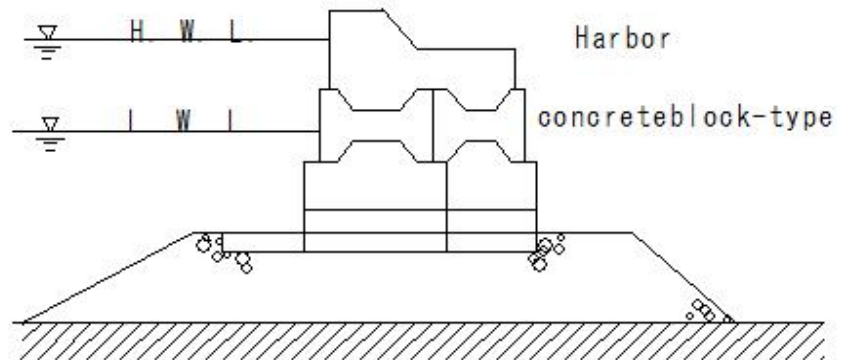 H. W. L.
Harbor
L W L
concreteblock-type